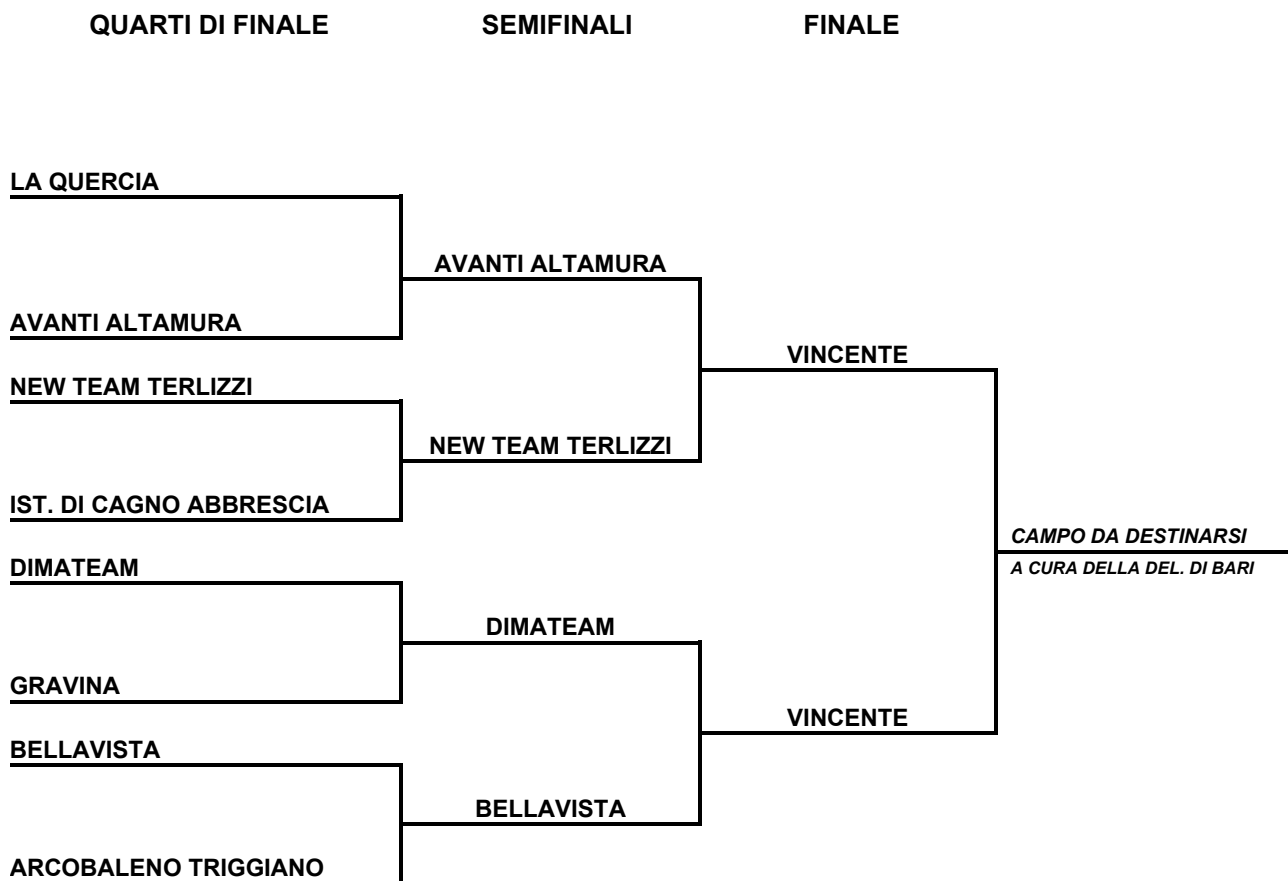 QUARTI DI FINALE SEMIFINALI FINALE
LA QUERCIA
AVANTI ALTAMURA
AVANTI ALTAMURA
VINCENTE
NEW TEAM TERLIZZI
NEW TEAM TERLIZZI
IST. DI CAGNO ABBRESCIA
CAMPO DA DESTINARSI
A CURA DELLA DEL. DI BARI
DIMATEAM
DIMATEAM
GRAVINA
VINCENTE
BELLAVISTA
BELLAVISTA
ARCOBALENO TRIGGIANO